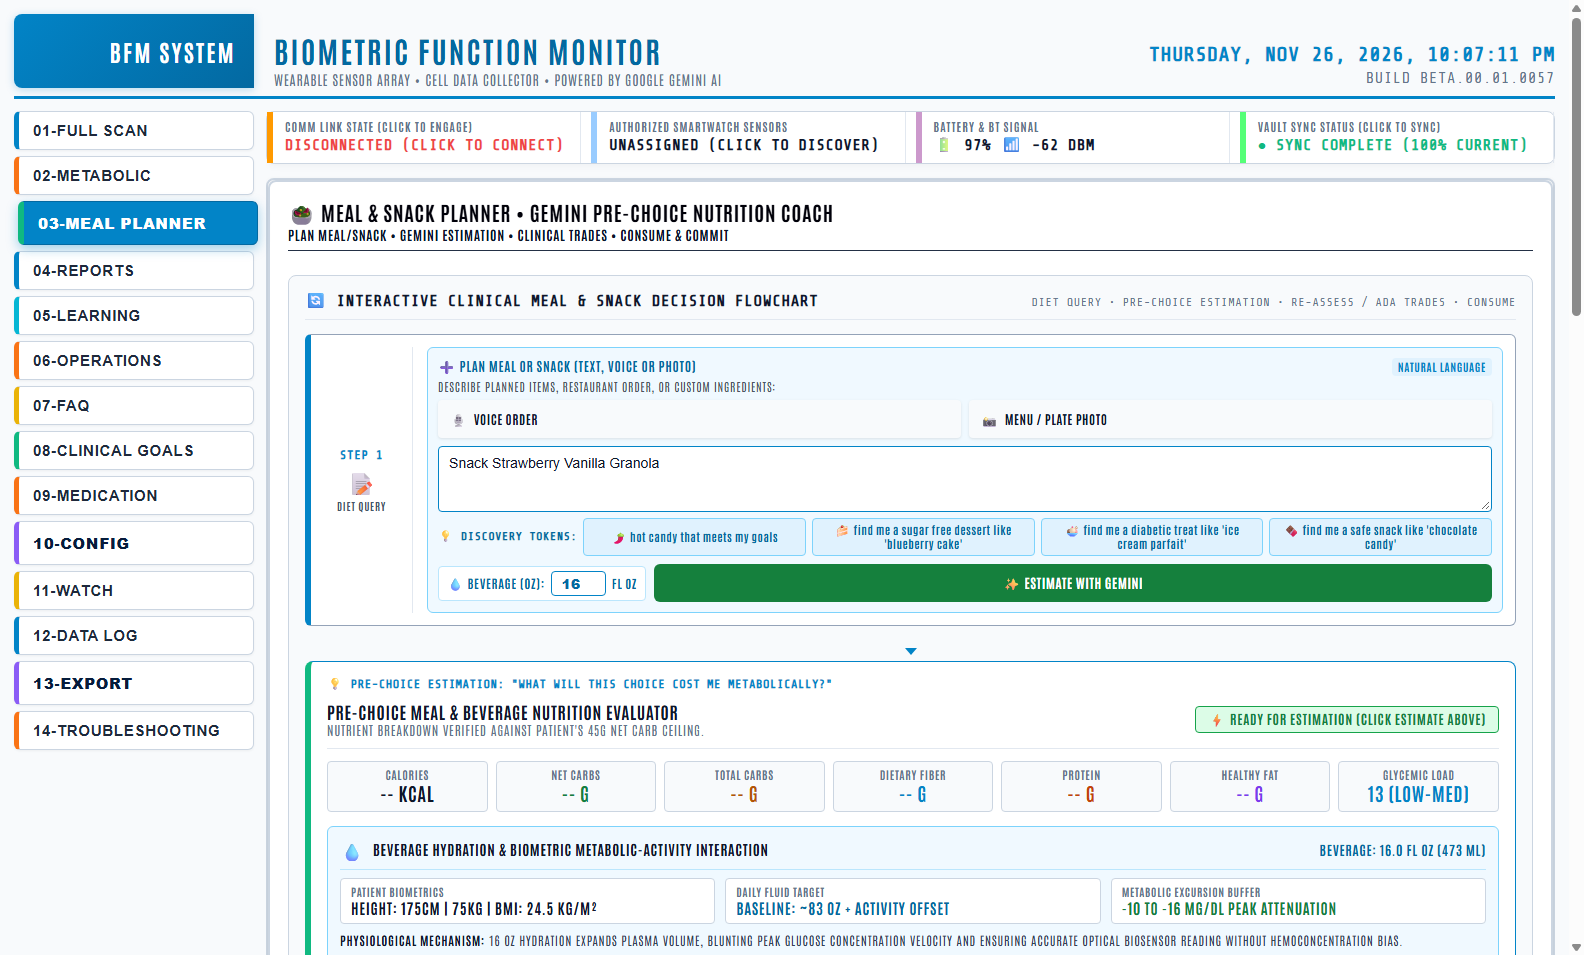 BFM SYSTEM
BIOMETRIC FUNCTION MONITOR
WEARABLE SENSOR ARRAY • CELL DATA COLLECTOR • POWERED BY GOOGLE GEMINI AI
THURSDAY, NOV 26, 2026, 10:07:11 PM
BUILD BETA.00.01.0057
01-FULL SCAN
02-METABOLIC
03-MEAL PLANNER
04-REPORTS
05-LEARNING
06-OPERATIONS
07-FAQ
08-CLINICAL GOALS
09-MEDICATION
10-CONFIG
11-WATCH
12-DATA LOG
13-EXPORT
14-TROUBLESHOOTING
COMM LINK STATE (CLICK TO ENGAGE)
DISCONNECTED (CLICK TO CONNECT)
AUTHORIZED SMARTWATCH SENSORS
UNASSIGNED (CLICK TO DISCOVER)
BATTERY & BT SIGNAL
97% -62 DBM
VAULT SYNC STATUS (CLICK TO SYNC)
● SYNC COMPLETE (100% CURRENT)
MEAL & SNACK PLANNER • GEMINI PRE-CHOICE NUTRITION COACH
PLAN MEAL/SNACK • GEMINI ESTIMATION • CLINICAL TRADES • CONSUME & COMMIT
INTERACTIVE CLINICAL MEAL & SNACK DECISION FLOWCHART
DIET QUERY • PRE-CHOICE ESTIMATION • RE-ASSESS / ADA TRADES • CONSUME
STEP 1
DIET QUERY
PLAN MEAL OR SNACK (TEXT, VOICE OR PHOTO)
NATURAL LANGUAGE
DESCRIBE PLANNED ITEMS, RESTAURANT ORDER, OR CUSTOM INGREDIENTS:
VOICE ORDER
MENU / PLATE PHOTO
Snack Strawberry Vanilla Granola
DISCOVERY TOKENS:
hot candy that meets my goals
find me a sugar free dessert like
'blueberry cake'
find me a diabetic treat like 'ice
cream parfait'
find me a safe snack like 'chocolate
candy'
BEVERAGE (OZ): 16 FL OZ
ESTIMATE WITH GEMINI
PRE-CHOICE ESTIMATION: "WHAT WILL THIS CHOICE COST ME METABOLICALLY?"
PRE-CHOICE MEAL & BEVERAGE NUTRITION EVALUATOR
NUTRIENT BREAKDOWN VERIFIED AGAINST PATIENT'S 45G NET CARB CEILING.
READY FOR ESTIMATION (CLICK ESTIMATE ABOVE)
CALORIES
-- KCAL
NET CARBS
-- G
TOTAL CARBS
-- G
DIETARY FIBER
-- G
PROTEIN
-- G
HEALTHY FAT
-- G
GLYCEMIC LOAD
13 (LOW-MED)
BEVERAGE HYDRATION & BIOMETRIC METABOLIC-ACTIVITY INTERACTION
BEVERAGE: 16.0 FL OZ (473 ML)
PATIENT BIOMETRICS
HEIGHT: 175CM | 75KG | BMI: 24.5 KG/M²
DAILY FLUID TARGET
BASELINE: ~83 OZ + ACTIVITY OFFSET
METABOLIC EXCURSION BUFFER
-10 TO -16 MG/DL PEAK ATTENUATION
PHYSIOLOGICAL MECHANISM: 16 OZ HYDRATION EXPANDS PLASMA VOLUME, BLUNTING PEAK GLUCOSE CONCENTRATION VELOCITY AND ENSURING ACCURATE OPTICAL BIOSENSOR READING WITHOUT HEMOCONCENTRATION BIAS.